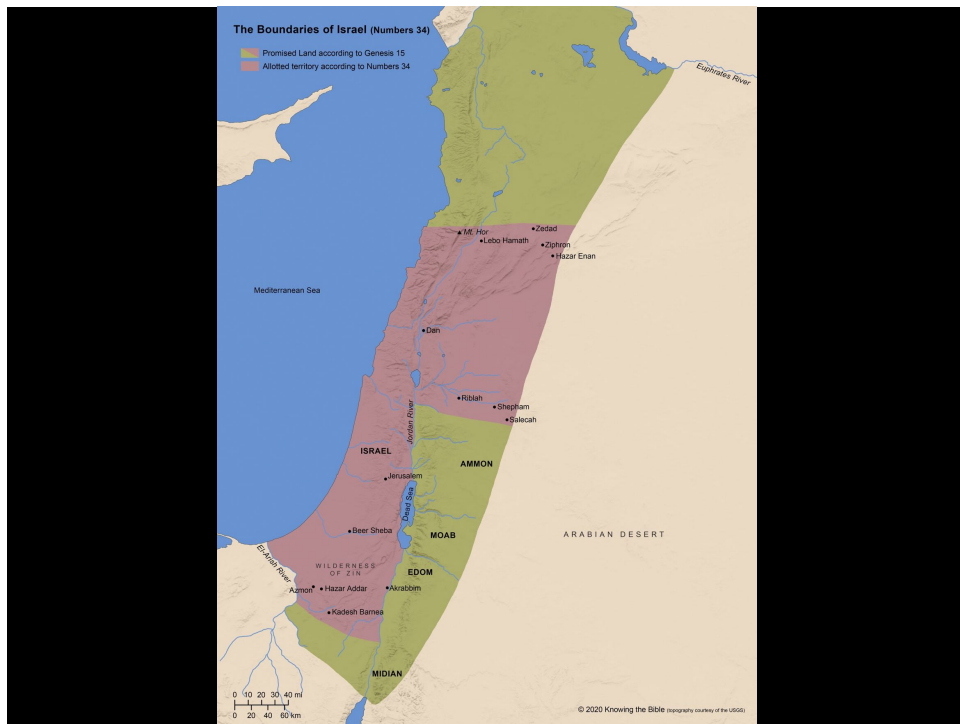 The Boundaries of Israel (Numbers 34)
Promised Land according to Genesis 15
Allotted territory according to Numbers 34
Euphrates River
Mt. Hor
Zedad
Lebo Hamath
Ziphron
Hazar Enan
Mediterranean Sea
Dan
Riblah
Shepham
Salecah
Jordan River
ISRAEL
AMMON
Jerusalem
Dead Sea
Beer Sheba
MOAB
ARABIAN DESERT
El-Arish River
WILDERNESS
OF ZIN
EDOM
Azmon
Hazar Addar
Akrabbim
Kadesh Barnea
MIDIAN
0 10 20 30 40 mi
0 20 40 60 km
© 2020 Knowing the Bible (topography courtesy of the USGS)